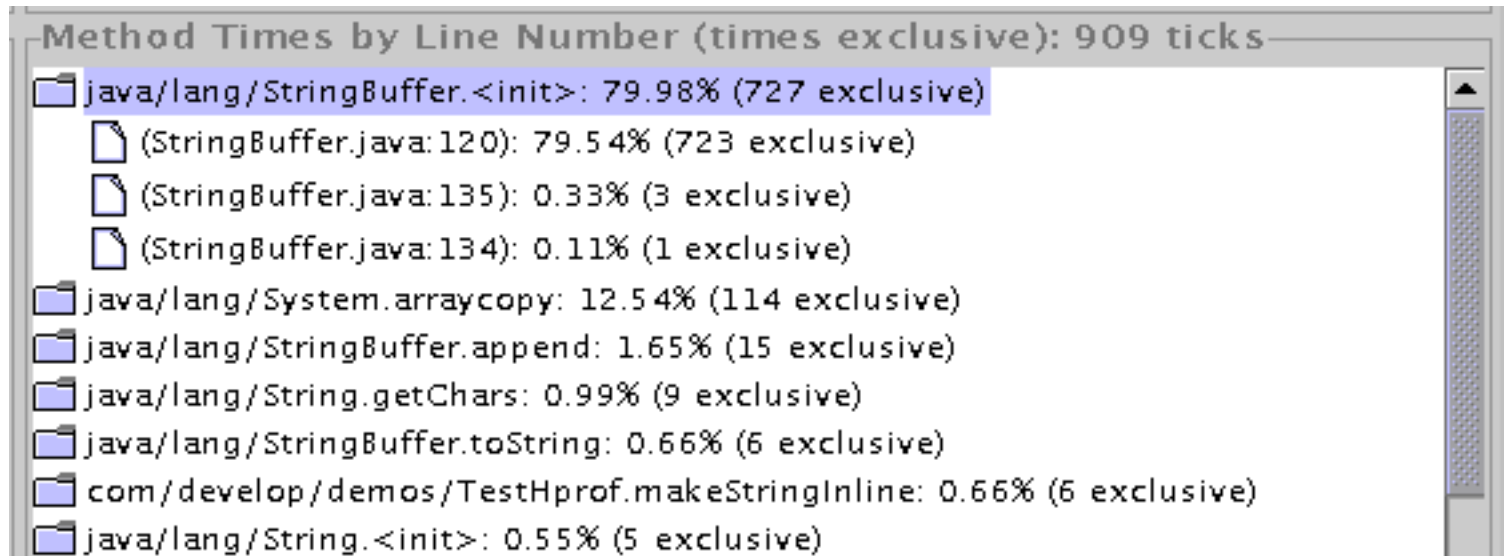 Method Times by Line Number (times exclusive): 909 ticks
java/lang/StringBuffer.<init>: 79.98% (727 exclusive)
(StringBuffer.java:120): 79.54% (723 exclusive)
(StringBuffer.java:135): 0.33% (3 exclusive)
(StringBuffer.java:134): 0.11% (1 exclusive)
java/lang/System.arraycopy: 12.54% (114 exclusive)
java/lang/StringBuffer.append: 1.65% (15 exclusive)
java/lang/String.getChars: 0.99% (9 exclusive)
java/lang/StringBuffer.toString: 0.66% (6 exclusive)
com/develop/demos/TestHprof.makeStringInline: 0.66% (6 exclusive)
java/lang/String.<init>: 0.55% (5 exclusive)